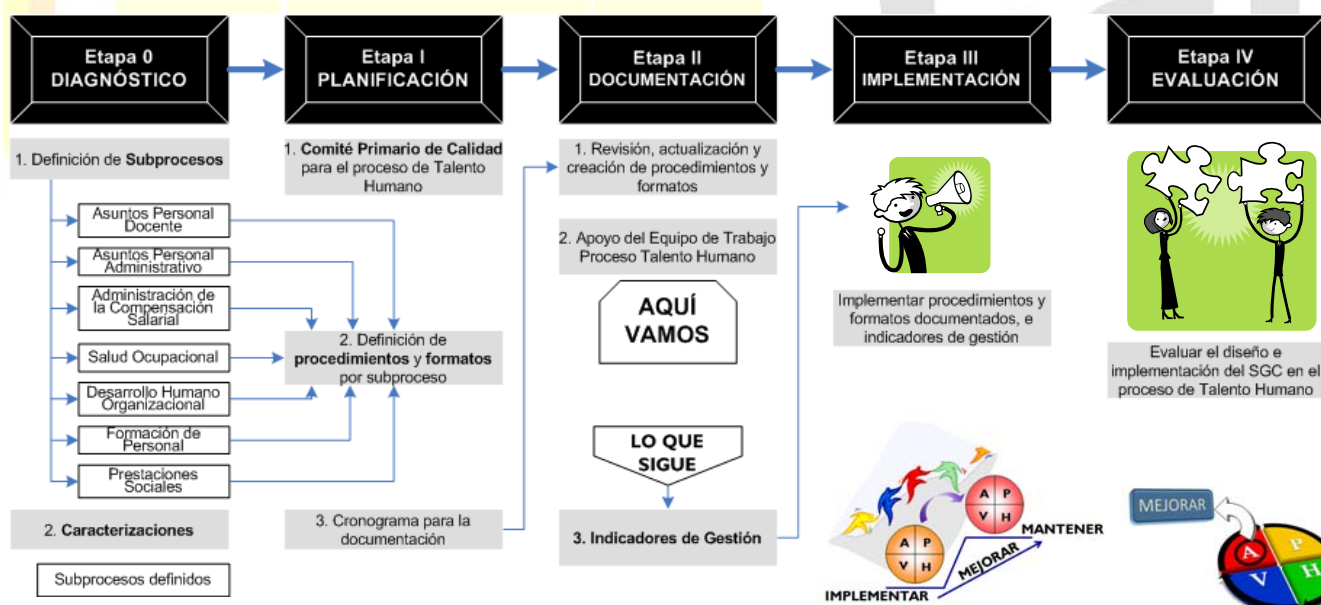 Etapa 0
DIAGNÓSTICO
Etapa I
PLANIFICACIÓN
Etapa II
DOCUMENTACIÓN
Etapa III
IMPLEMENTACIÓN
Etapa IV
EVALUACIÓN
1. Definición de Subprocesos
Asuntos Personal
Docente
Asuntos Personal
Administrativo
Administración de
la Compensación
Salarial
Salud Ocupacional
Desarrollo Humano
Organizacional
Formación de
Personal
Prestaciones
Sociales
2. Caracterizaciones
Subprocesos definidos
1. Comité Primario de Calidad
para el proceso de Talento
Humano
2. Definición de
procedimientos y formatos
por subproceso
3. Cronograma para la
documentación
1. Revisión, actualización y
creación de procedimientos y
formatos
2. Apoyo del Equipo de Trabajo
Proceso Talento Humano
AQUÍ
VAMOS
LO QUE
SIGUE
3. Indicadores de Gestión
Implementar procedimientos y
formatos documentados, e
indicadores de gestión
A P
V H
A P
V H
MANTENER
MEJORAR
IMPLEMENTAR
Evaluar el diseño e
implementación del SGC en el
proceso de Talento Humano
MEJORAR
A P
V H